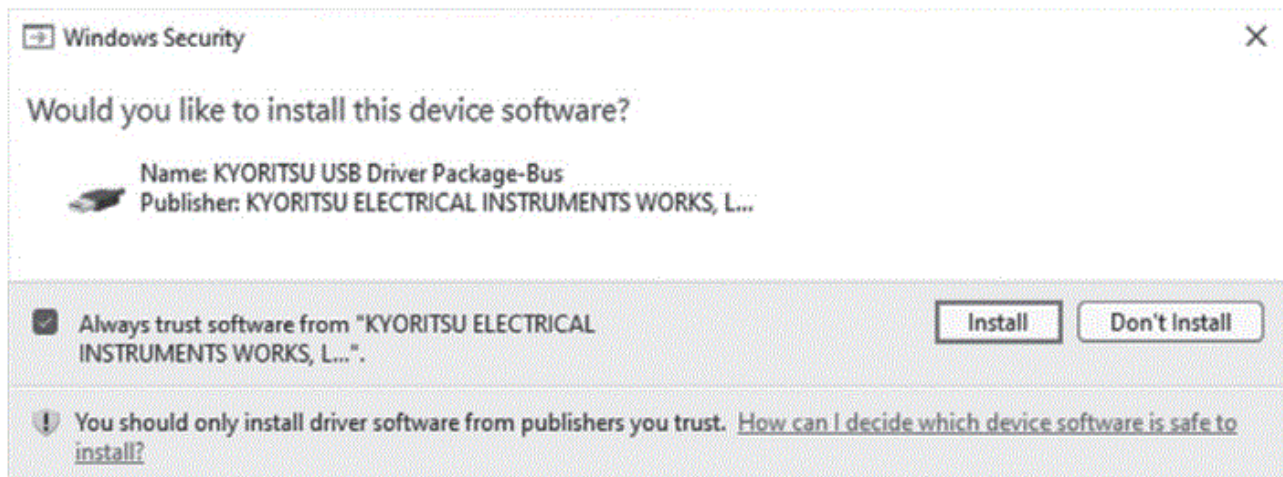 Windows Security
Would you like to install this device software?
Name: KYORITSU USB Driver Package-Bus
Publisher: KYORITSU ELECTRICAL INSTRUMENTS WORKS, L...
Always trust software from "KYORITSU ELECTRICAL
INSTRUMENTS WORKS, L...".
Install
Don't Install
You should only install driver software from publishers you trust. How can I decide which device software is safe to
install?